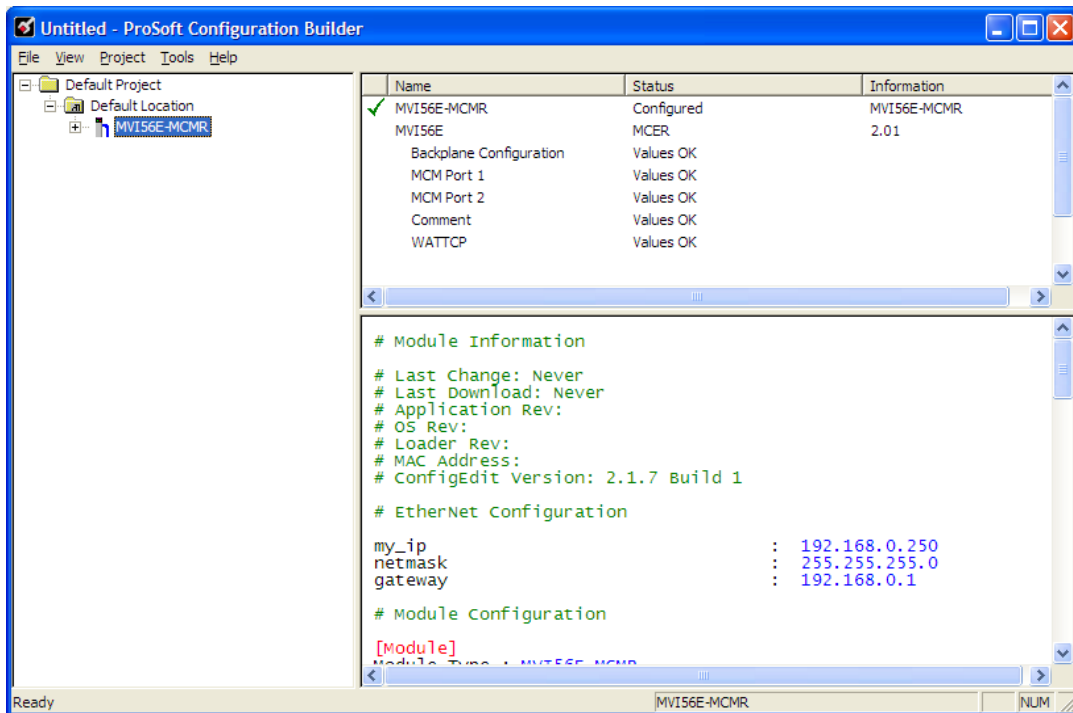 Untitled - ProSoft Configuration Builder
File View Project Tools Help
Default Project
Default Location
MVI56E-MCMR
Name Status Information
MVI56E-MCMR Configured MVI56E-MCMR
MVI56E MCER 2.01
Backplane Configuration Values OK
MCM Port 1 Values OK
MCM Port 2 Values OK
Comment Values OK
WATTCP Values OK
# Module Information
# Last Change: Never
# Last Download: Never
# Application Rev:
# OS Rev:
# Loader Rev:
# MAC Address:
# ConfigEdit Version: 2.1.7 Build 1
# EtherNet Configuration
my_ip : 192.168.0.250
netmask : 255.255.255.0
gateway : 192.168.0.1
# Module Configuration
[Module]
Module Type : MVI56E-MCMR
Ready MVI56E-MCMR NUM